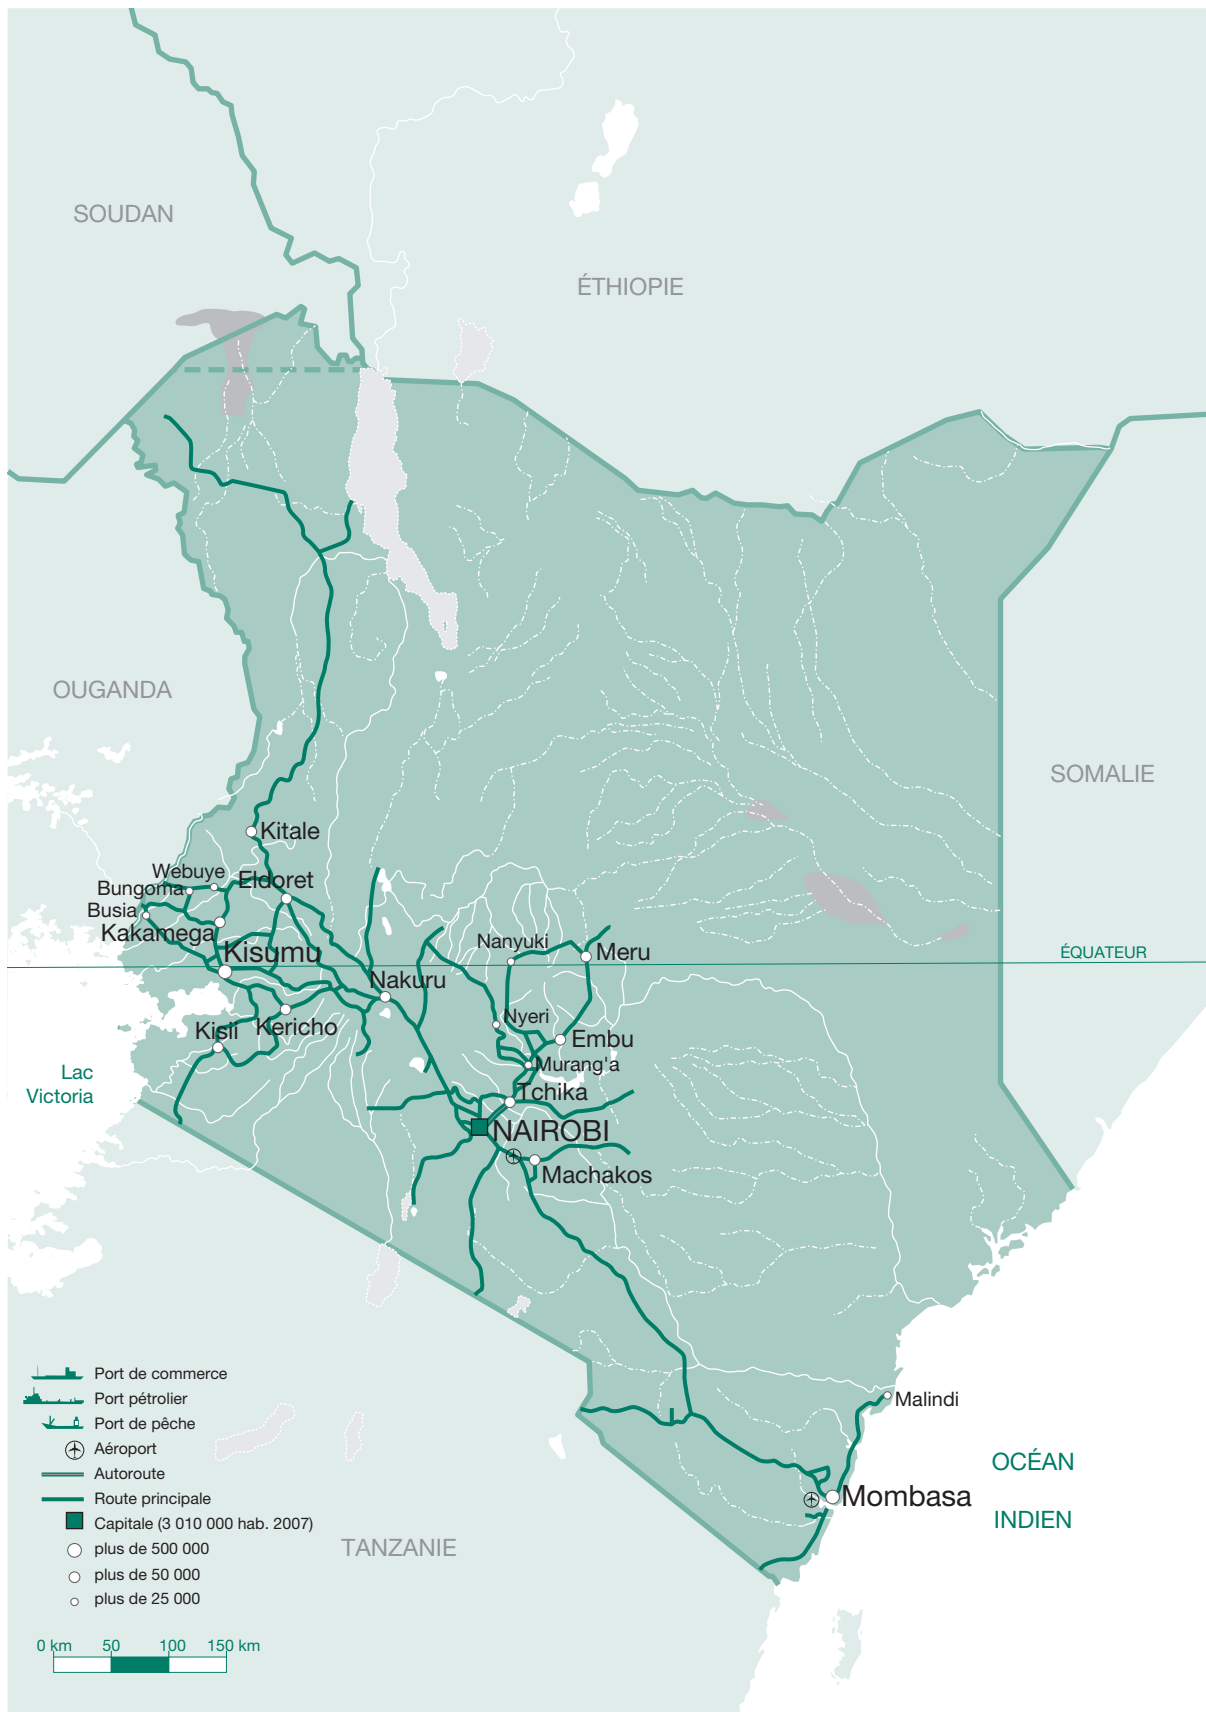 SOUDAN
ÉTHIOPIE
OUGANDA
SOMALIE
Kitale
Webuye
Eldoret
Bungoma
Busia
Kakamega
Kisumu
Nanyuki
Meru
ÉQUATEUR
Nakuru
Nyeri
Kericho
Kisii
Embu
Murang'a
Lac
Victoria
Tchika
NAIROBI
Machakos
Port de commerce
Port pétrolier
Port de pêche
Aéroport
Autoroute
Route principale
Capitale (3 010 000 hab. 2007)
plus de 500 000
plus de 50 000
plus de 25 000
0 km 50 100 150 km
Malindi
OCÉAN
INDIEN
Mombasa
TANZANIE